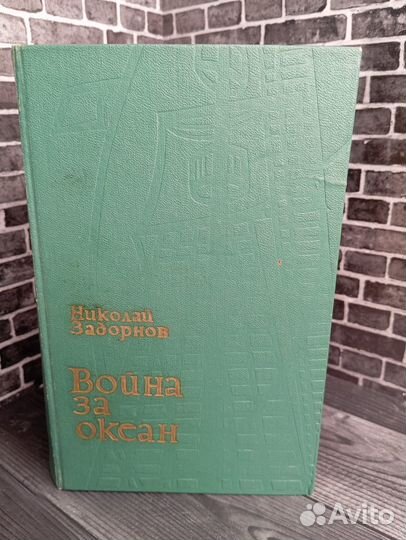 Николай
Задорнов
Война
за
океан
Avito